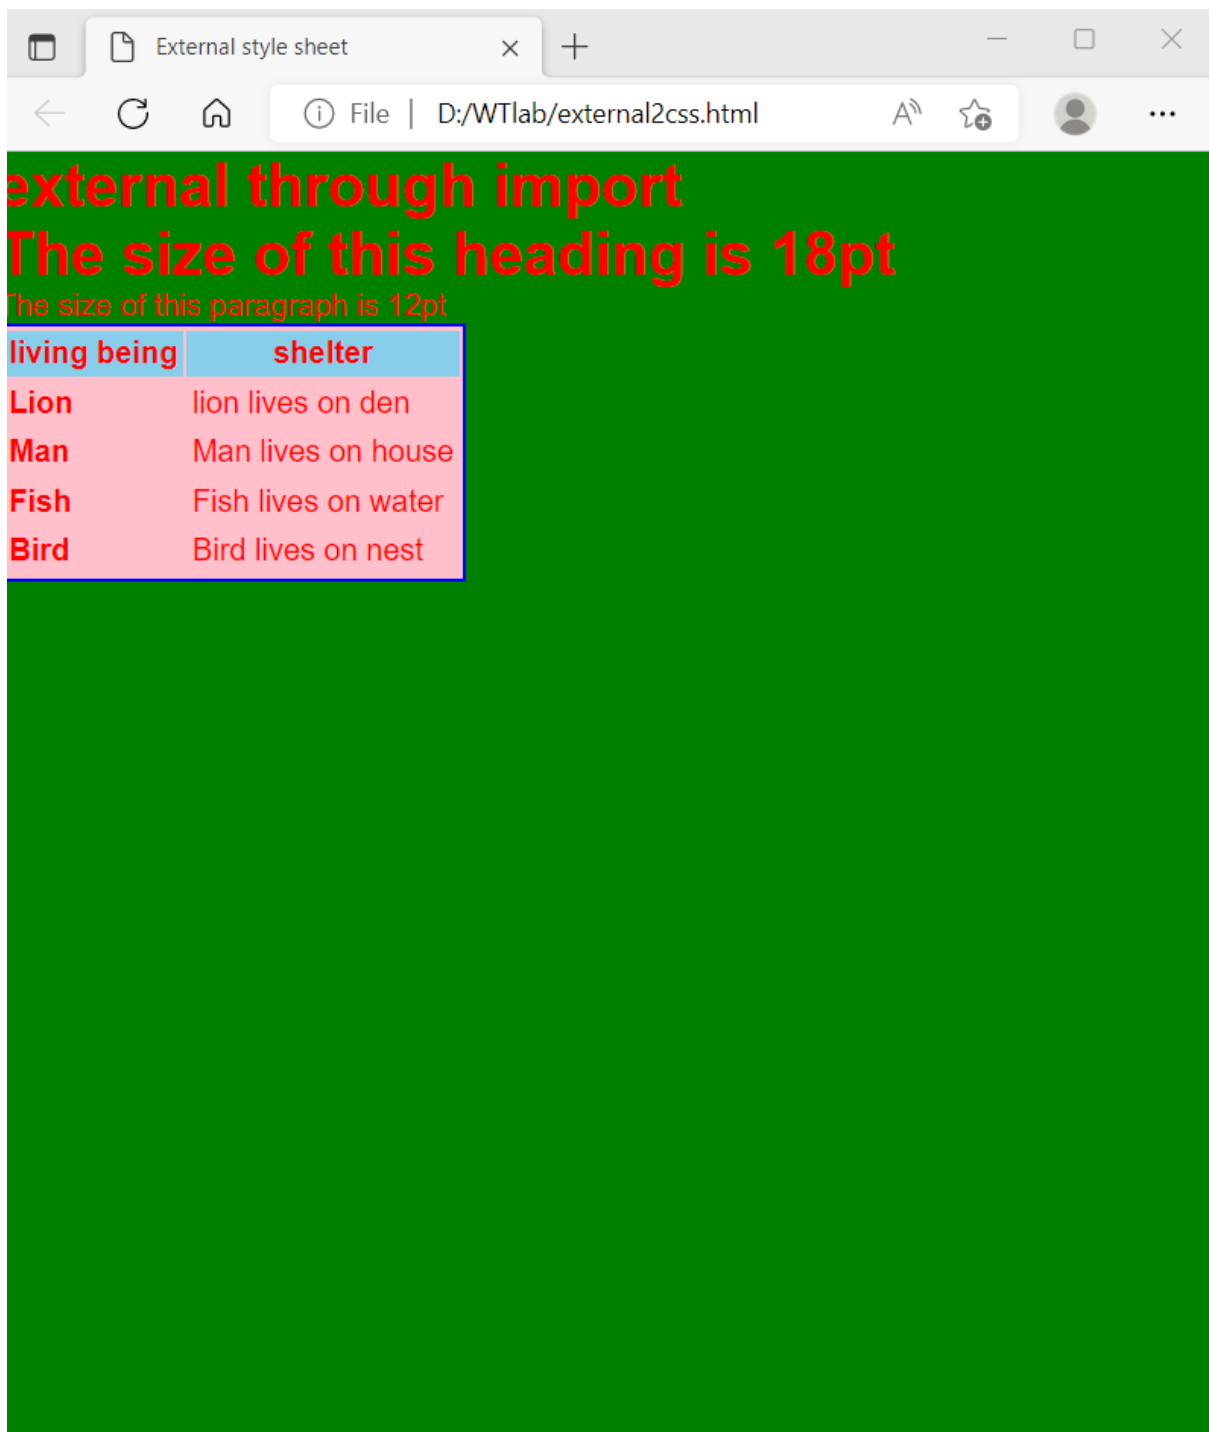 External style sheet
File | D:/WTlab/external2css.html
external through import
The size of this heading is 18pt
The size of this paragraph is 12pt
living being shelter
Lion lion lives on den
Man Man lives on house
Fish Fish lives on water
Bird Bird lives on nest